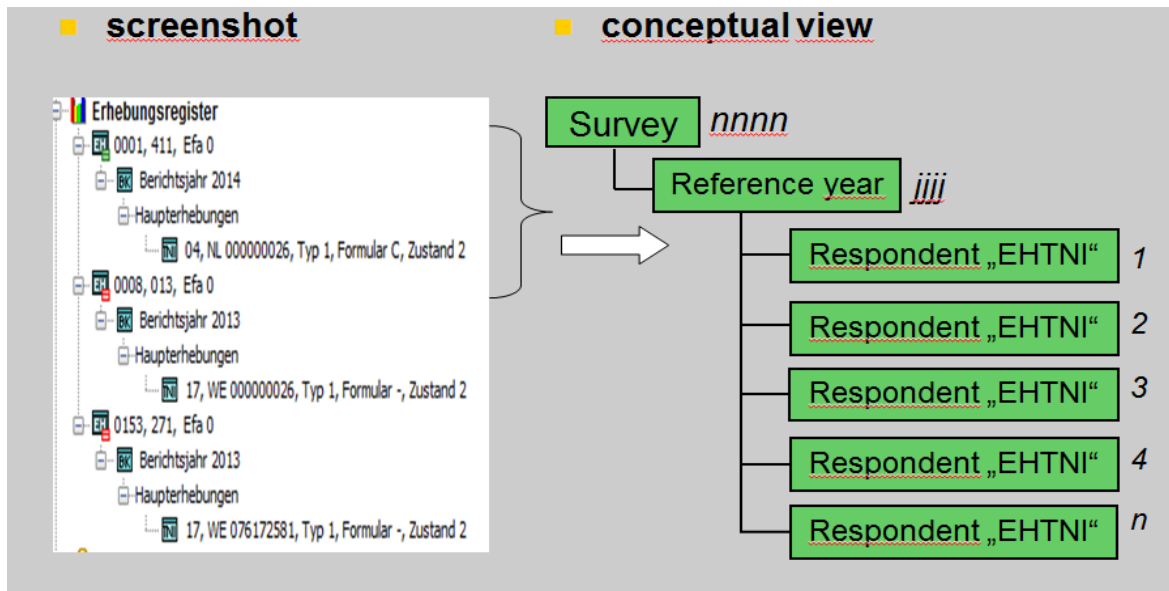 screenshot
conceptual view
Erhebungsregister
0001, 411, Efa 0
Berichtsjahr 2014
Haupterhebungen
04, NL 000000026, Typ 1, Formular C, Zustand 2
0008, 013, Efa 0
Berichtsjahr 2013
Haupterhebungen
17, WE 000000026, Typ 1, Formular -, Zustand 2
0153, 271, Efa 0
Berichtsjahr 2013
Haupterhebungen
17, WE 076172581, Typ 1, Formular -, Zustand 2
Survey nnnn
Reference year jjjj
Respondent „EHTNI“ 1
Respondent „EHTNI“ 2
Respondent „EHTNI“ 3
Respondent „EHTNI“ 4
Respondent „EHTNI“ n